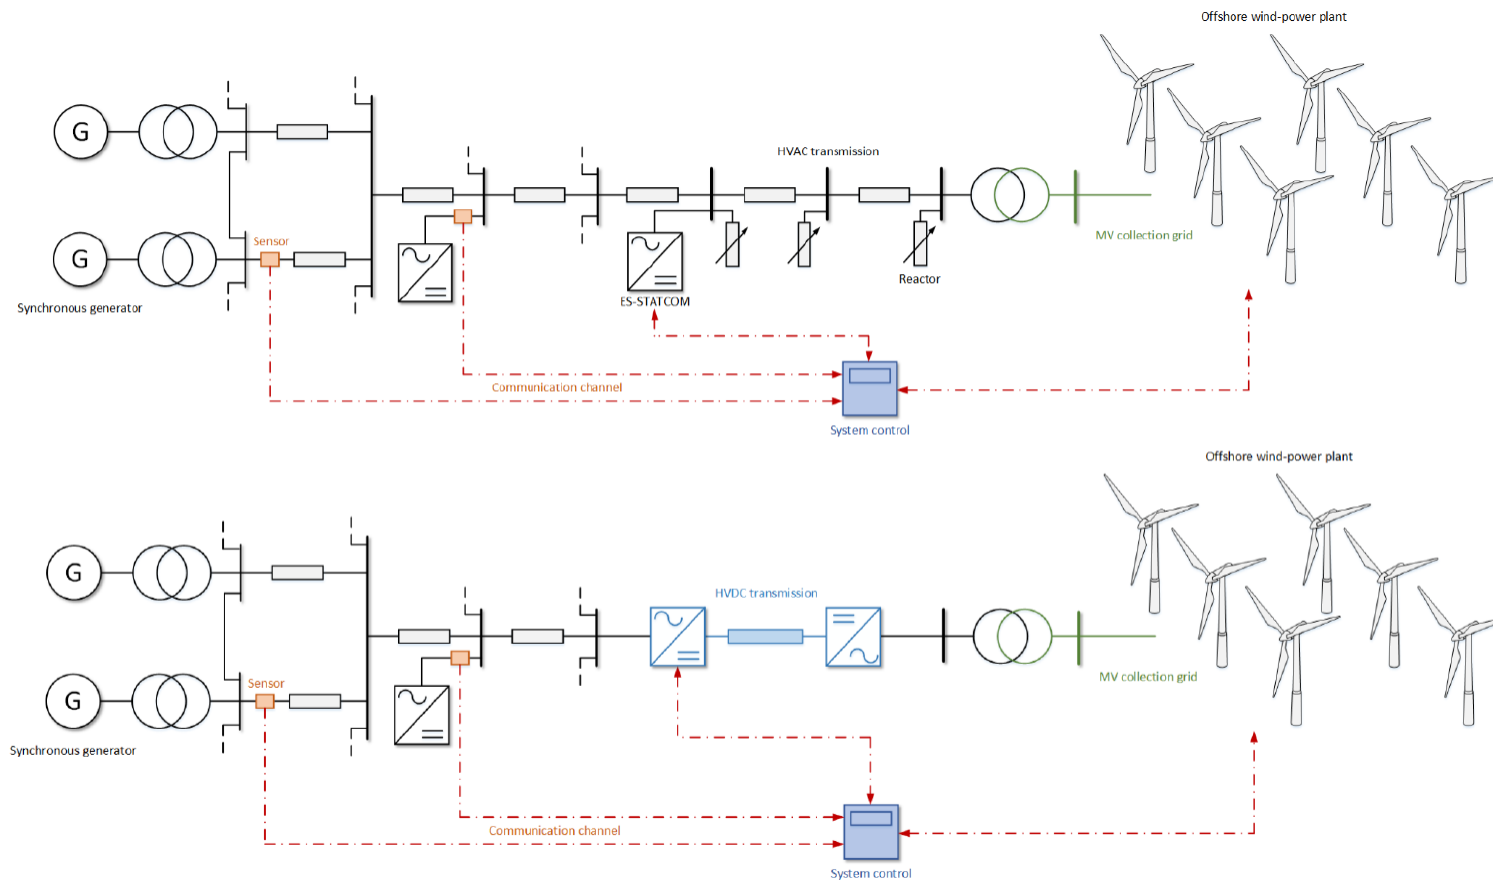 Offshore wind-power plant
G
HVAC transmission
Sensor
MV collection grid
G
Reactor
Synchronous generator
ES-STATCOM
Communication channel
System control
Offshore wind-power plant
G
HVDC transmission
Sensor
MV collection grid
G
Synchronous generator
Communication channel
System control